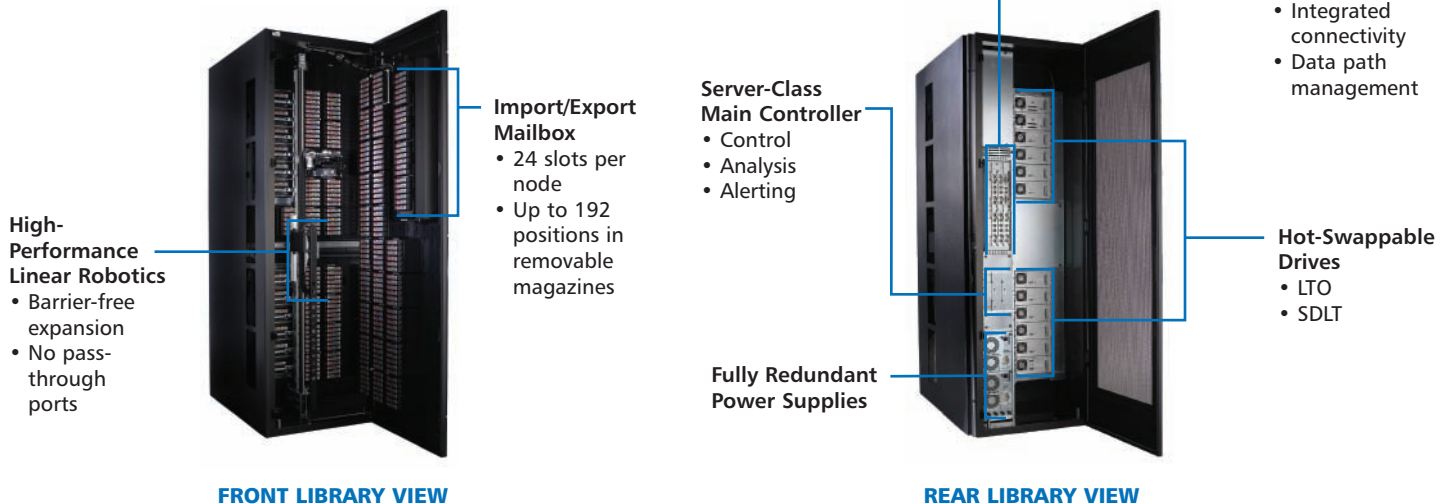 High-
Performance
Linear Robotics
• Barrier-free
expansion
• No pass-
through
ports
Import/Export
Mailbox
• 24 slots per
node
• Up to 192
positions in
removable
magazines
FRONT LIBRARY VIEW
Server-Class
Main Controller
• Control
• Analysis
• Alerting
Fully Redundant
Power Supplies
• Integrated
connectivity
• Data path
management
Hot-Swappable
Drives
• LTO
• SDLT
REAR LIBRARY VIEW